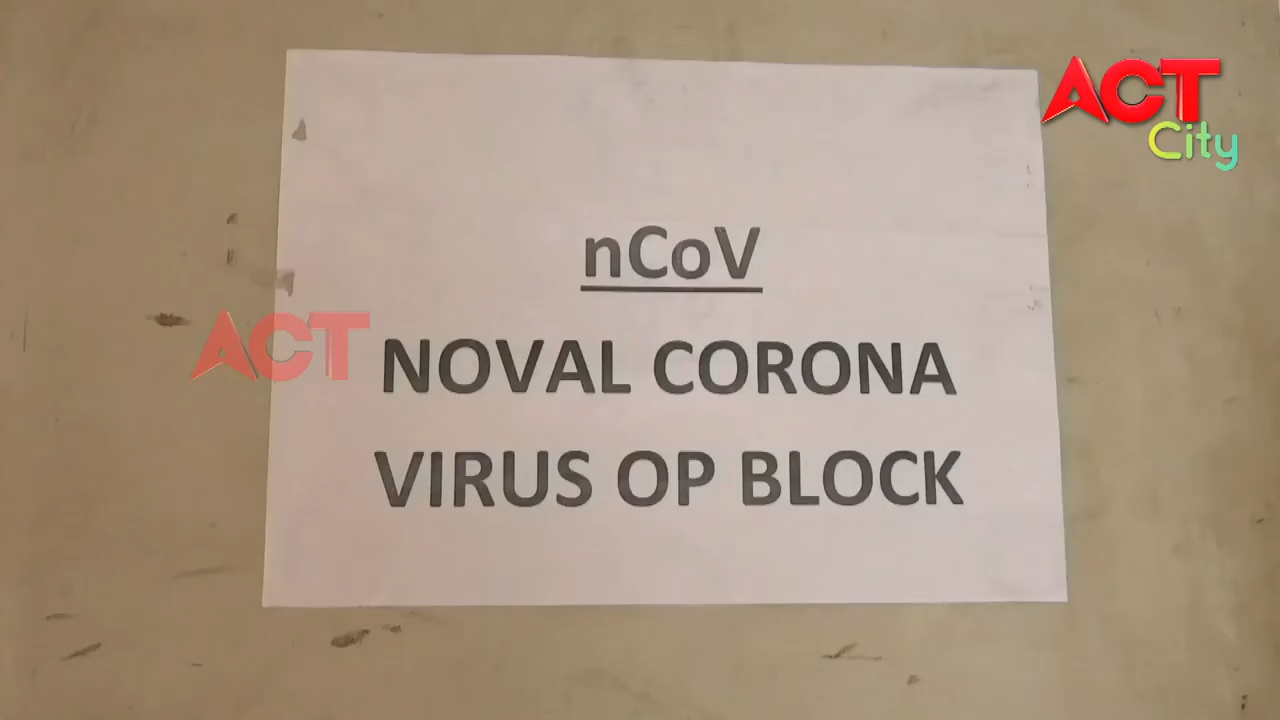 ACT
City
nCoV
ACT
NOVAL CORONA
VIRUS OP BLOCK